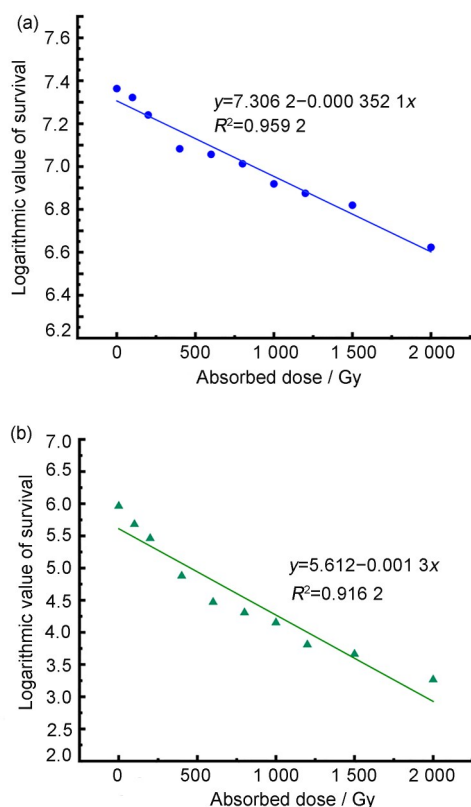 (a)
7.6
7.4
7.2
7.0
6.8
6.6
6.4
6.2
Logarithmic value of survival
y=7.306 2−0.000 352 1x
R²=0.959 2
0 500 1 000 1 500 2 000
Absorbed dose / Gy
(b)
7.0
6.0
5.5
5.0
4.5
4.0
3.5
3.0
2.0
Logarithmic value of survival
y=5.612−0.001 3x
R²=0.916 2
0 500 1 000 1 500 2 000
Absorbed dose / Gy